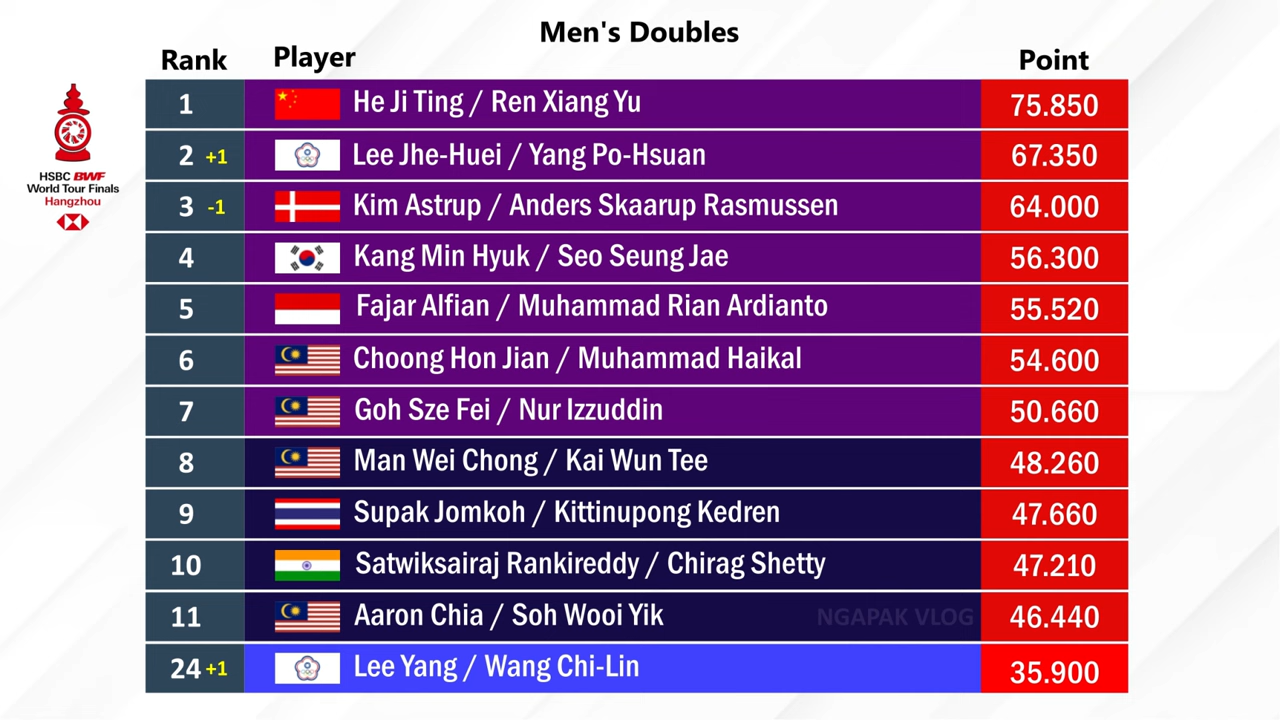 Men's Doubles
Rank Player Point
1 He Ji Ting / Ren Xiang Yu 75.850
2 +1 Lee Jhe-Huei / Yang Po-Hsuan 67.350
3 -1 Kim Astrup / Anders Skaarup Rasmussen 64.000
4 Kang Min Hyuk / Seo Seung Jae 56.300
5 Fajar Alfian / Muhammad Rian Ardianto 55.520
6 Choong Hon Jian / Muhammad Haikal 54.600
7 Goh Sze Fei / Nur Izzuddin 50.660
8 Man Wei Chong / Kai Wun Tee 48.260
9 Supak Jomkoh / Kittinupong Kedren 47.660
10 Satwiksairaj Rankireddy / Chirag Shetty 47.210
11 Aaron Chia / Soh Wooi Yik NGAPAK VLOG 46.440
24 +1 Lee Yang / Wang Chi-Lin 35.900
HSBC BWF
World Tour Finals
Hangzhou